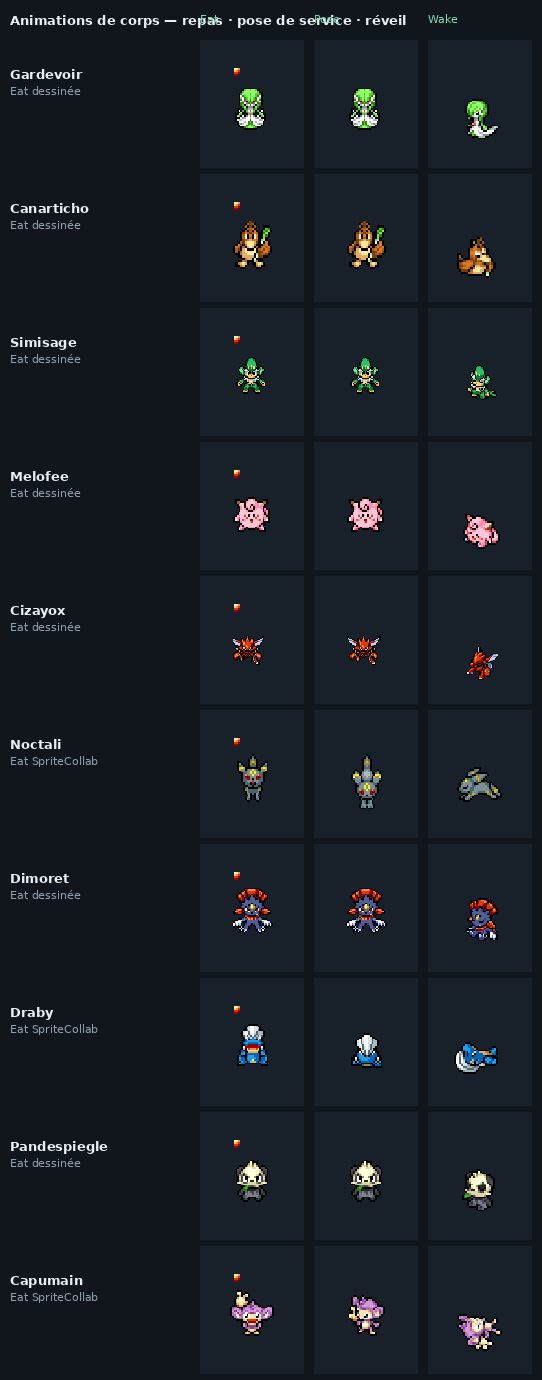 Animations de corps — repas · pose de service · réveil
Eat Pose Wake
Gardevoir
Eat dessinée
Canarticho
Eat dessinée
Simisage
Eat dessinée
Melofee
Eat dessinée
Cizayox
Eat dessinée
Noctali
Eat SpriteCollab
Dimoret
Eat dessinée
Draby
Eat SpriteCollab
Pandespiegle
Eat dessinée
Capumain
Eat SpriteCollab